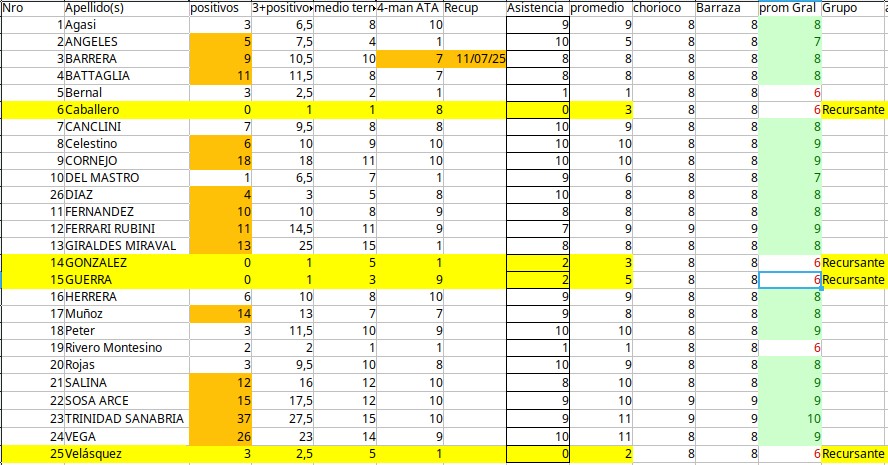 Nro Apellido(s) positivos 3+positivo medio tern 4-man ATA Recup Asistencia promedio chorioco Barraza prom Gral Grupo
1 Agasi 3 6,5 8 10 9 9 8 8 8
2 ANGELES 5 7,5 4 1 10 5 8 8 7
3 BARRERA 9 10,5 10 7 11/07/25 8 9 8 8 8
4 BATTAGLIA 11 11,5 8 7 8 8 8 8 8
5 Bernal 3 2,5 2 1 1 1 8 8 6
6 Caballero 0 1 1 8 0 3 8 8 6 Recursante
7 CANCLINI 7 9,5 8 8 10 9 8 8 8
8 Celestino 6 10 9 10 10 10 8 8 9
9 CORNEJO 18 18 11 10 10 10 8 8 9
10 DEL MASTRO 1 6,5 7 1 9 6 8 8 7
26 DIAZ 4 3 5 8 10 8 8 8 8
11 FERNANDEZ 10 10 8 9 8 8 8 8 8
12 FERRARI RUBINI 11 14,5 11 9 7 9 9 8 9
13 GIRALDES MIRAVAL 13 25 15 1 8 8 8 8 8
14 GONZALEZ 0 1 5 1 2 3 8 8 6 Recursante
15 GUERRA 0 1 3 9 2 5 8 8 6 Recursante
16 HERRERA 6 10 8 10 9 9 8 8 8
17 Muñoz 14 13 7 7 9 8 8 8 8
18 Peter 3 11,5 10 9 10 10 8 8 9
19 Rivero Montesino 2 2 1 1 1 1 8 8 6
20 Rojas 3 9,5 10 8 10 9 8 8 8
21 SALINA 12 16 12 10 8 10 8 8 9
22 SOSA ARCE 15 17,5 12 10 9 10 8 8 9
23 TRINIDAD SANABRIA 37 27,5 15 10 9 11 9 9 10
24 VEGA 26 23 14 9 10 11 8 8 9
25 Velásquez 3 2,5 5 1 0 2 8 8 6 Recursante